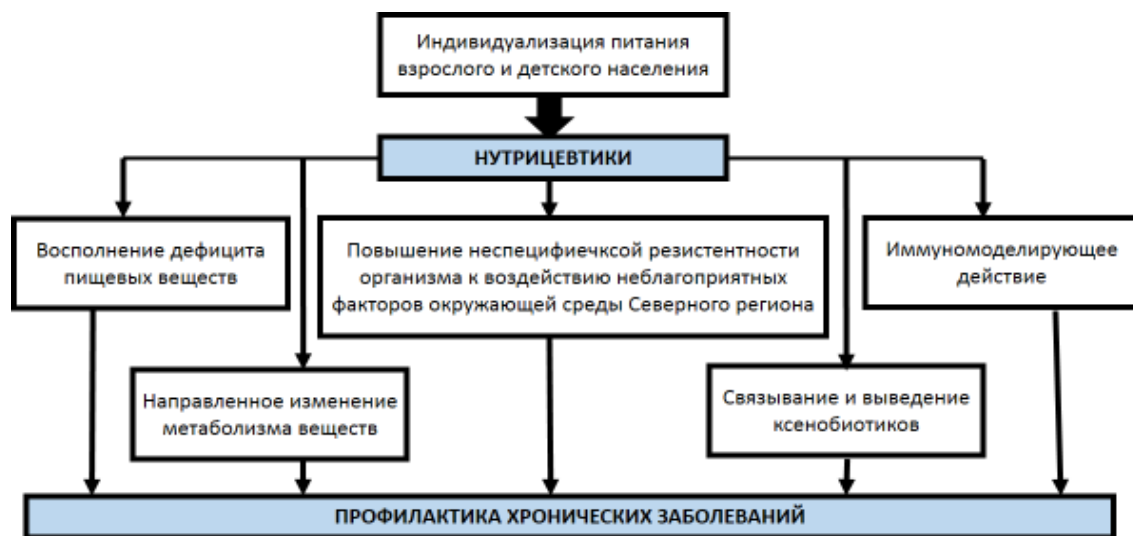 Индивидуализация питания
взрослого и детского населения
НУТРИЦЕВТИКИ
Восполнение дефицита
пищевых веществ
Повышение неспецифиечксой резистентности
организма к воздействию неблагоприятных
факторов окружающей среды Северного региона
Иммуномоделирующее
действие
Направленное изменение
метаболизма веществ
Связывание и выведение
ксенобиотиков
ПРОФИЛАКТИКА ХРОНИЧЕСКИХ ЗАБОЛЕВАНИЙ